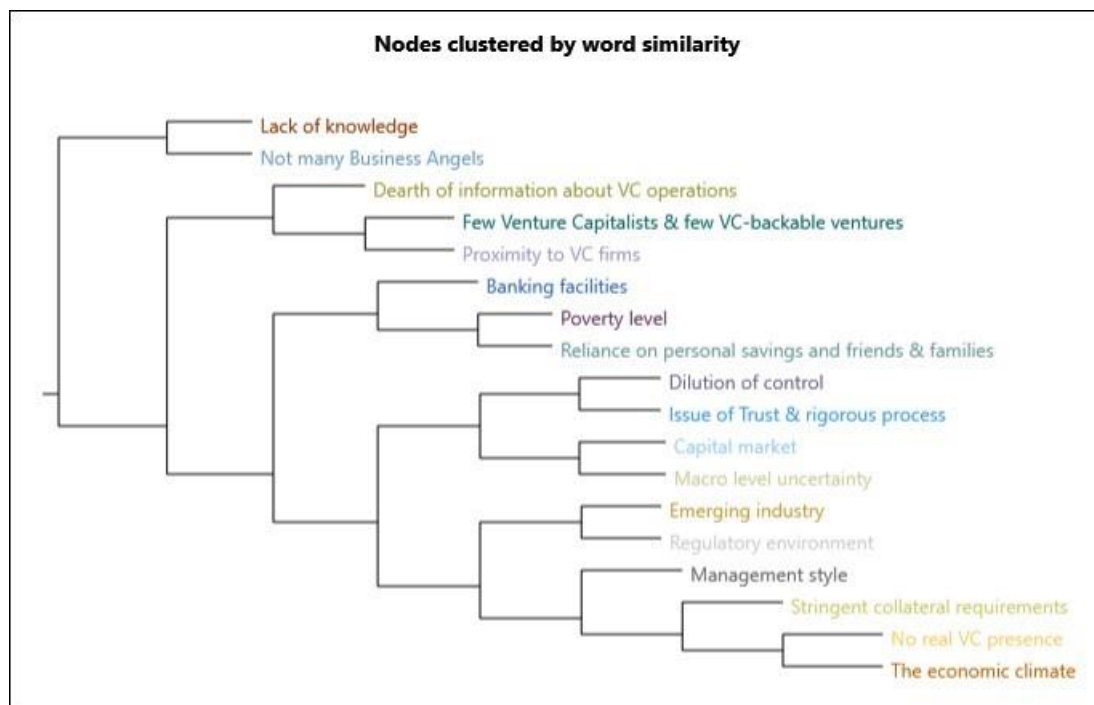 Nodes clustered by word similarity
Lack of knowledge
Not many Business Angels
Dearth of information about VC operations
Few Venture Capitalists & few VC-backable ventures
Proximity to VC firms
Banking facilities
Poverty level
Reliance on personal savings and friends & families
Dilution of control
Issue of Trust & rigorous process
Capital market
Macro level uncertainty
Emerging industry
Regulatory environment
Management style
Stringent collateral requirements
No real VC presence
The economic climate